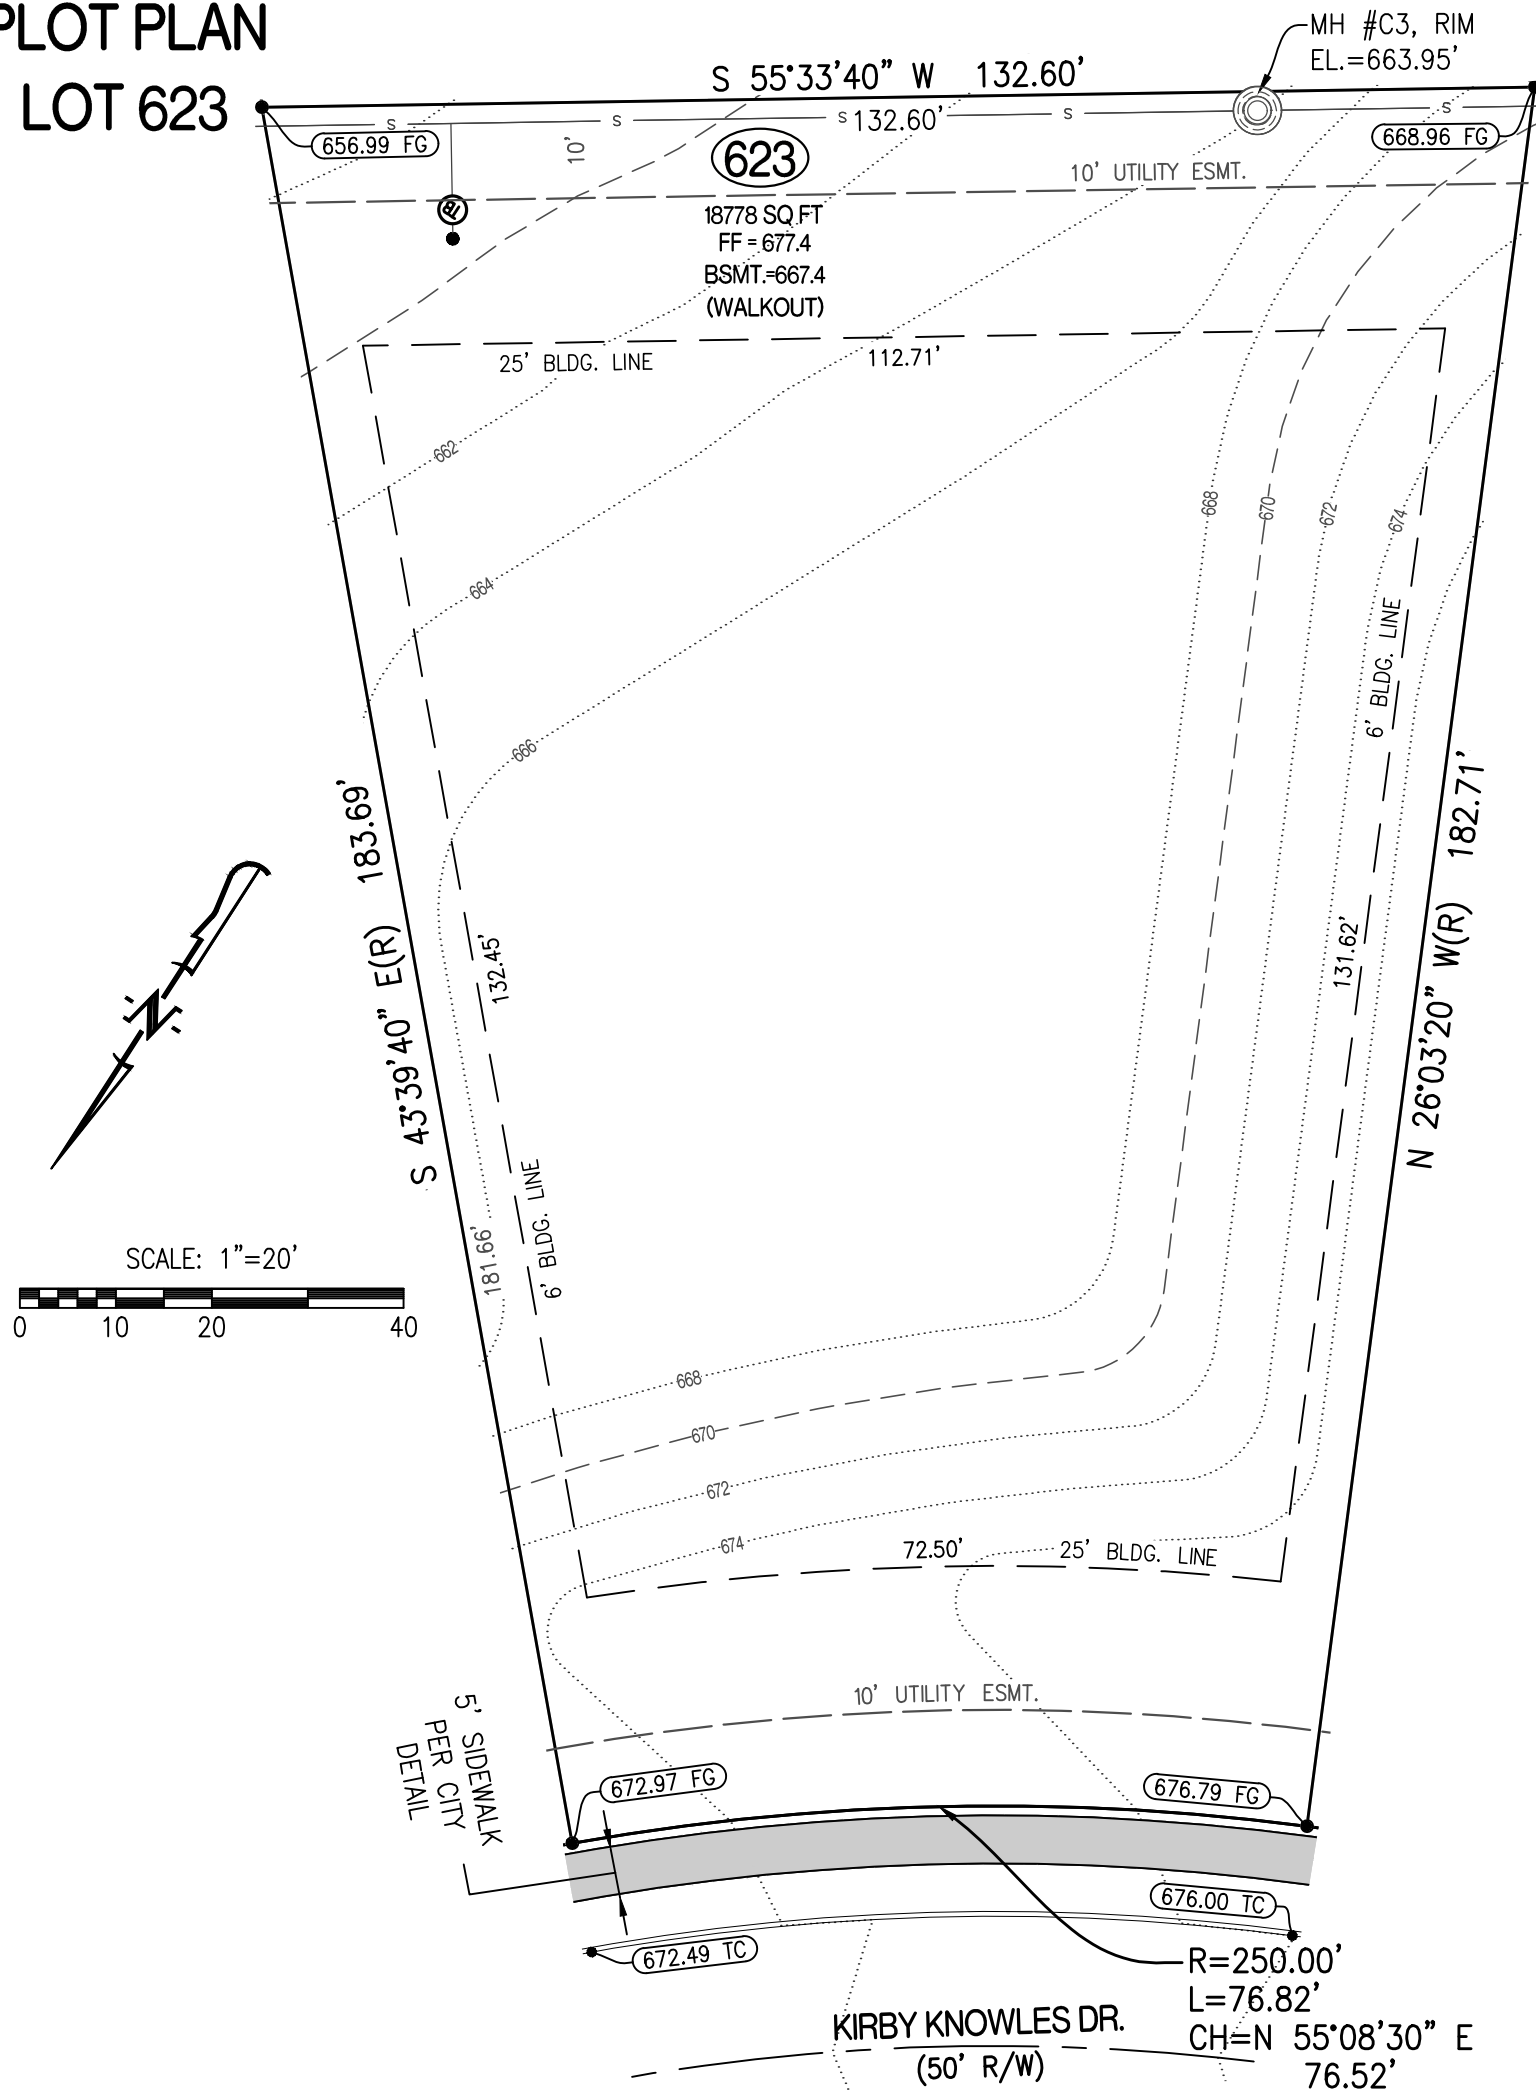 PLOT PLAN
LOT 623
MH #C3, RIM
EL.=663.95'
S 55°33'40" W 132.60'
S S S 132.60' S S
656.99 FG
668.96 FG
10'
623
10' UTILITY ESMT.
TB
18778 SQ FT
FF = 677.4
BSMT.=667.4
(WALKOUT)
25' BLDG. LINE
112.71'
662
664
666
668
670
672
674
6' BLDG. LINE
S 43°39'40" E(R) 183.69'
132.45'
131.62'
N 26°03'20" W(R) 182.71'
N
181.66'
6' BLDG. LINE
SCALE: 1"=20'
0 10 20 40
668
670
672
674
72.50'
25' BLDG. LINE
10' UTILITY ESMT.
5' SIDEWALK
PER CITY
DETAIL
672.97 FG
676.79 FG
676.00 TC
672.49 TC
R=250.00'
L=76.82'
CH=N 55°08'30" E
76.52'
KIRBY KNOWLES DR.
(50' R/W)